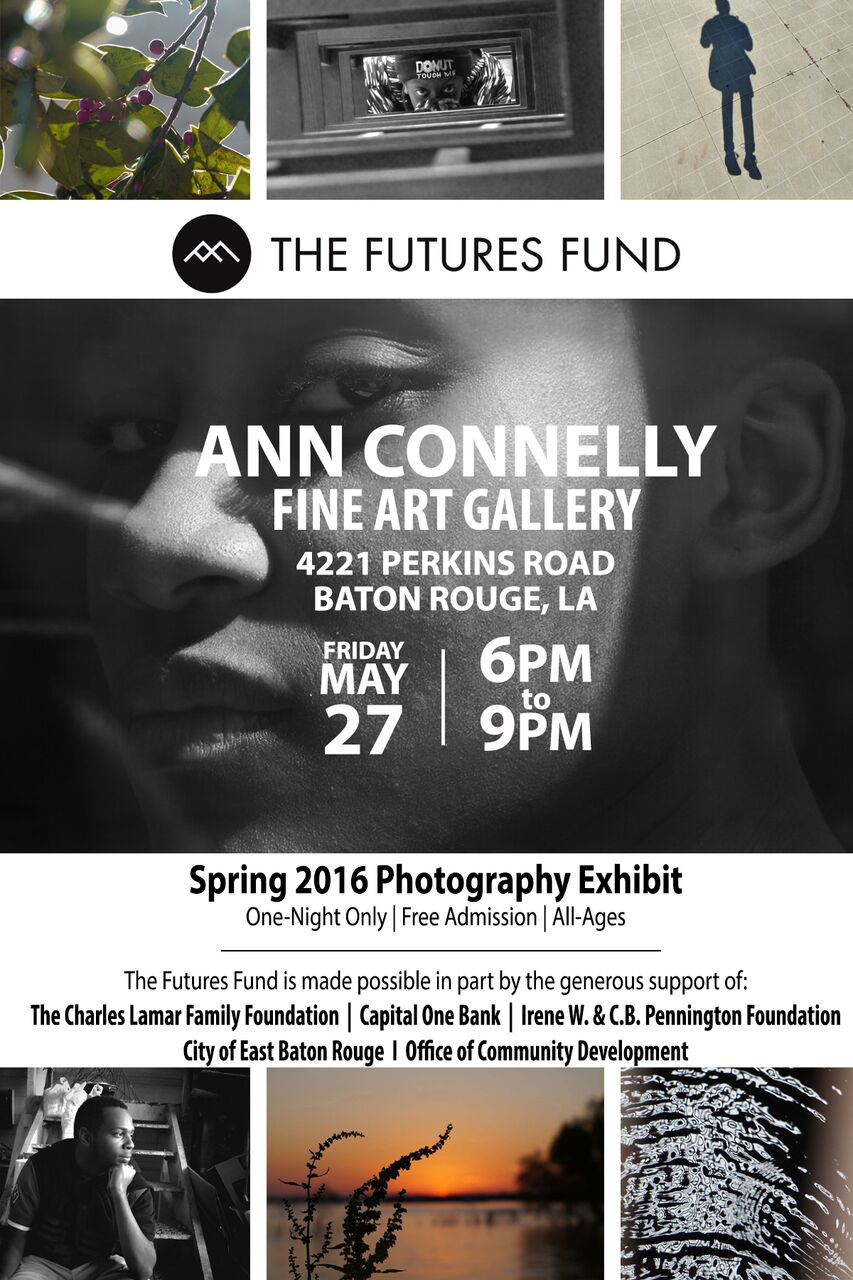 DONUT
TOUCH ME
THE FUTURES FUND
ANN CONNELLY
FINE ART GALLERY
4221 PERKINS ROAD
BATON ROUGE, LA
FRIDAY
MAY
27
6PM
to
9PM
Spring 2016 Photography Exhibit
One-Night Only | Free Admission | All-Ages
The Futures Fund is made possible in part by the generous support of:
The Charles Lamar Family Foundation | Capital One Bank | Irene W. & C.B. Pennington Foundation
City of East Baton Rouge I Office of Community Development